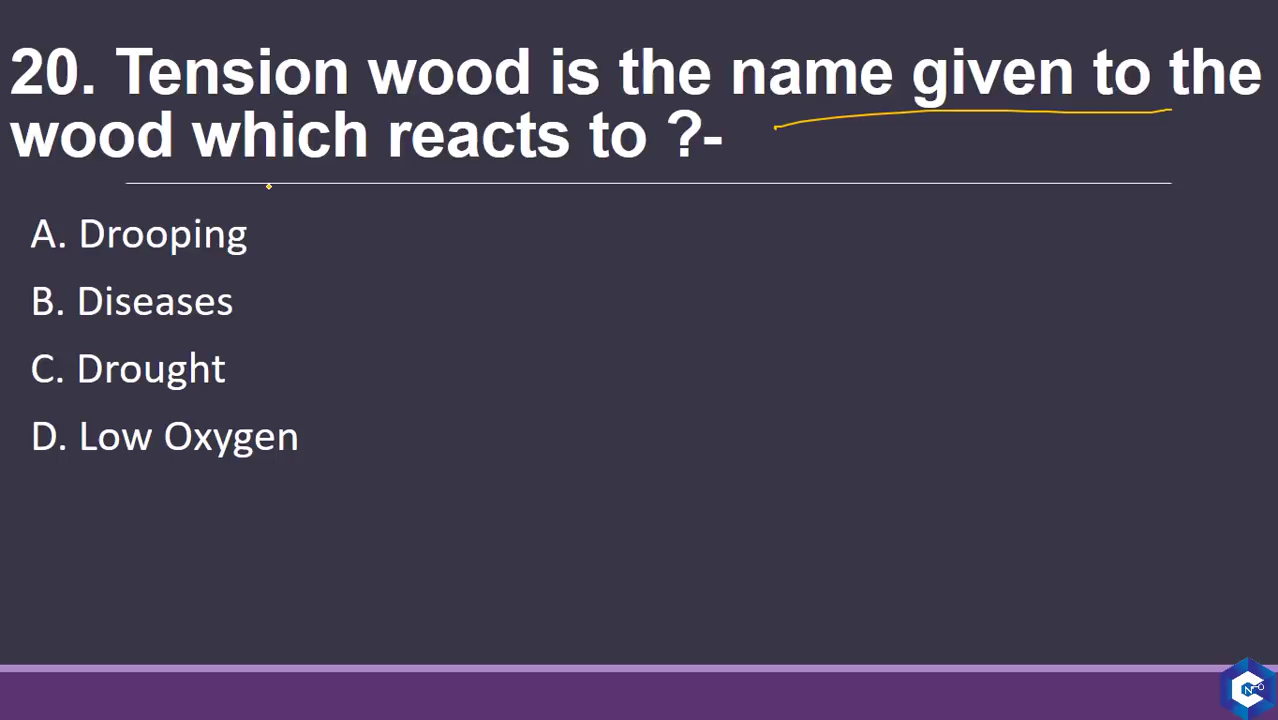 20. Tension wood is the name given to the
wood which reacts to ?-
A. Drooping
B. Diseases
C. Drought
D. Low Oxygen